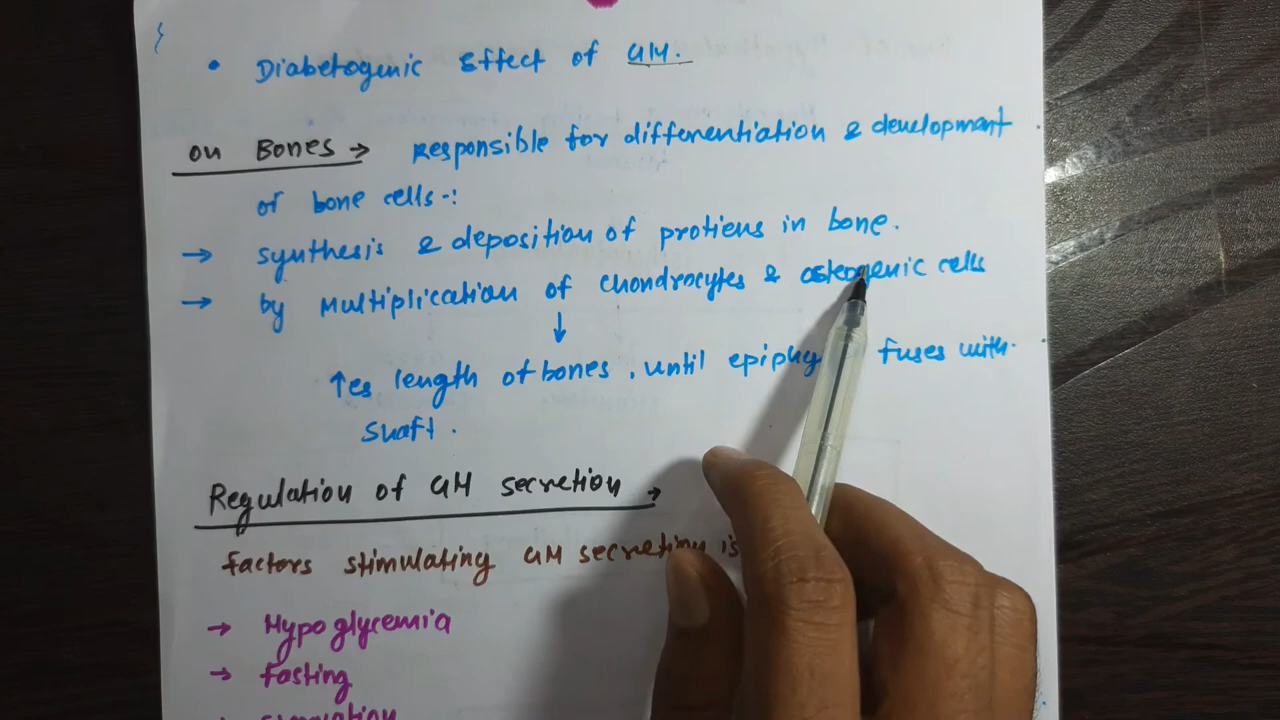 • Diabetogenic Effect of GH.
on Bones → Responsible for differentiation & development
of bone cells-:
→ synthesis & deposition of protiens in bone.
→ by multiplication of chondrocytes & osteogenic cells
↓
↑es length of bones, until fuses with
shaft.
Regulation of GH secretion →
factors stimulating GH secretion is
→ Hypoglycemia
→ fasting